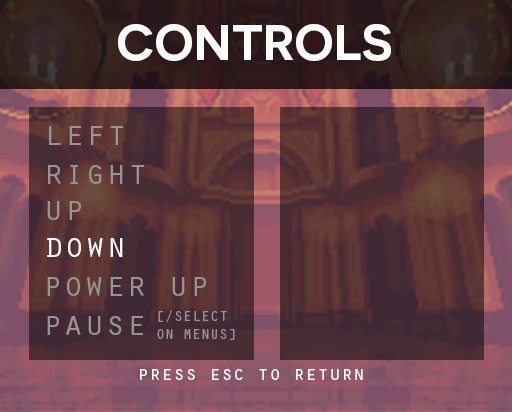 CONTROLS
LEFT
RIGHT
UP
DOWN
POWER UP
PAUSE [/SELECT
ON MENUS]
PRESS ESC TO RETURN